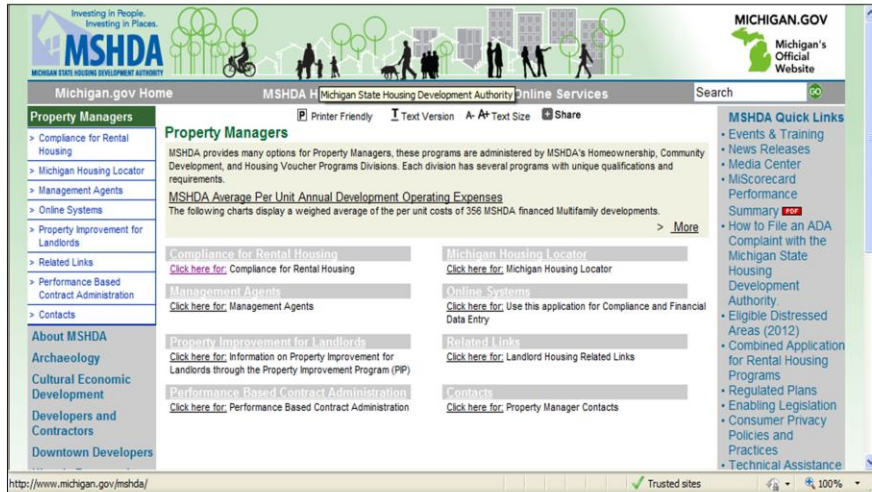 Investing in People.
Investing in Places.
MSHDA
MICHIGAN STATE HOUSING DEVELOPMENT AUTHORITY
MICHIGAN.GOV
Michigan's
Official
Website
Michigan.gov Home
MSHDA H
Michigan State Housing Development Authority
Online Services
Search
GO
Printer Friendly
T Text Version
A- A+ Text Size
Share
Property Managers
> Compliance for Rental
Housing
> Michigan Housing Locator
> Management Agents
> Online Systems
> Property Improvement for
Landlords
> Related Links
> Performance Based
Contract Administration
> Contacts
About MSHDA
Archaeology
Cultural Economic
Development
Developers and
Contractors
Downtown Developers
Property Managers
MSHDA provides many options for Property Managers, these programs are administered by MSHDA's Homeownership, Community
Development, and Housing Voucher Programs Divisions. Each division has several programs with unique qualifications and
requirements.
MSHDA Average Per Unit Annual Development Operating Expenses
The following charts display a weighed average of the per unit costs of 356 MSHDA financed Multifamily developments.
> More
Compliance for Rental Housing
Click here for: Compliance for Rental Housing
Michigan Housing Locator
Click here for: Michigan Housing Locator
Management Agents
Click here for: Management Agents
Online Systems
Click here for: Use this application for Compliance and Financial
Data Entry
Property Improvement for Landlords
Click here for: Information on Property Improvement for
Landlords through the Property Improvement Program (PIP)
Related Links
Click here for: Landlord Housing Related Links
Performance Based Contract Administration
Click here for: Performance Based Contract Administration
Contacts
Click here for: Property Manager Contacts
MSHDA Quick Links
• Events & Training
• News Releases
• Media Center
• MiScorecard
Performance
Summary PDF
• How to File an ADA
Complaint with the
Michigan State
Housing
Development
Authority.
• Eligible Distressed
Areas (2012)
• Combined Application
for Rental Housing
Programs
• Regulated Plans
• Enabling Legislation
• Consumer Privacy
Policies and
Practices
• Technical Assistance
http://www.michigan.gov/mshda/
Trusted sites
100%